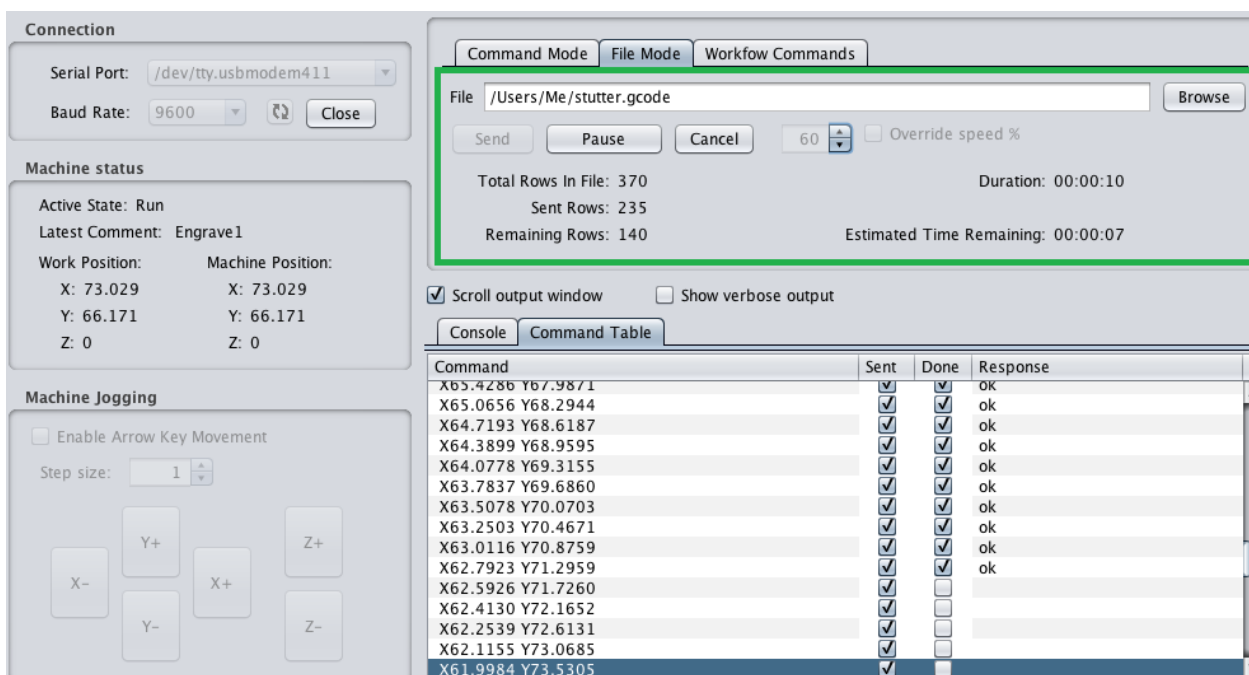 Connection
Serial Port: /dev/tty.usbmodem411
Baud Rate: 9600 Close
Machine status
Active State: Run
Latest Comment: Engrave1
Work Position: Machine Position:
X: 73.029 X: 73.029
Y: 66.171 Y: 66.171
Z: 0 Z: 0
Machine Jogging
Enable Arrow Key Movement
Step size: 1
Y+ Z+
X- X+
Y- Z-
Command Mode File Mode Workfow Commands
File /Users/Me/stutter.gcode Browse
Send Pause Cancel 60 Override speed %
Total Rows In File: 370 Duration: 00:00:10
Sent Rows: 235
Remaining Rows: 140 Estimated Time Remaining: 00:00:07
Scroll output window Show verbose output
Console Command Table
Command Sent Done Response
X65.4286 Y67.9871 ok
X65.0656 Y68.2944 ok
X64.7193 Y68.6187 ok
X64.3899 Y68.9595 ok
X64.0778 Y69.3155 ok
X63.7837 Y69.6860 ok
X63.5078 Y70.0703 ok
X63.2503 Y70.4671 ok
X63.0116 Y70.8759 ok
X62.7923 Y71.2959 ok
X62.5926 Y71.7260
X62.4130 Y72.1652
X62.2539 Y72.6131
X62.1155 Y73.0685
X61.9984 Y73.5305